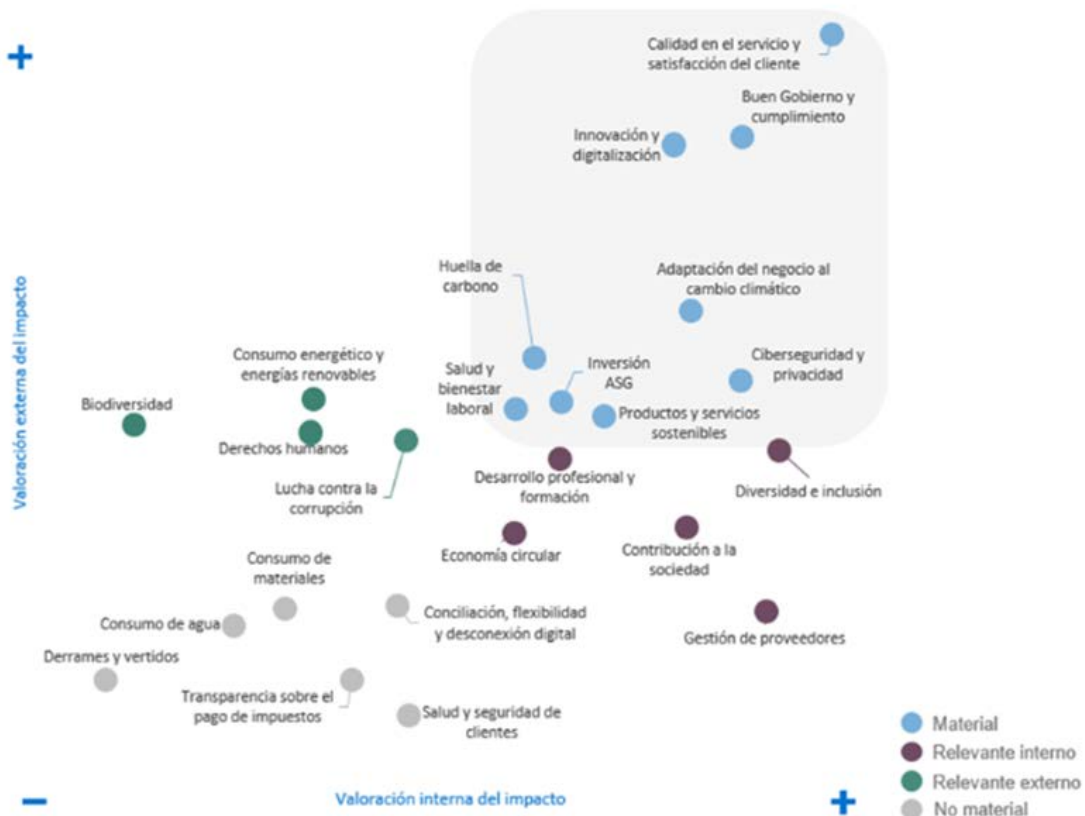 +
Calidad en el servicio y
satisfacción del cliente
Buen Gobierno y
cumplimiento
Innovación y
digitalización
Huella de
carbono
Adaptación del negocio al
cambio climático
Consumo energético y
energías renovables
Salud y
bienestar
laboral
Inversión
ASG
Ciberseguridad y
privacidad
Biodiversidad
Productos y servicios
sostenibles
Derechos humanos
Lucha contra la
corrupción
Desarrollo profesional y
formación
Diversidad e inclusión
Economía circular
Contribución a la
sociedad
Consumo de
materiales
Consumo de agua
Conciliación, flexibilidad
y desconexión digital
Gestión de proveedores
Derrames y vertidos
Transparencia sobre el
pago de impuestos
Salud y seguridad de
clientes
Valoración externa del impacto
−
Valoración interna del impacto
+
Material
Relevante interno
Relevante externo
No material